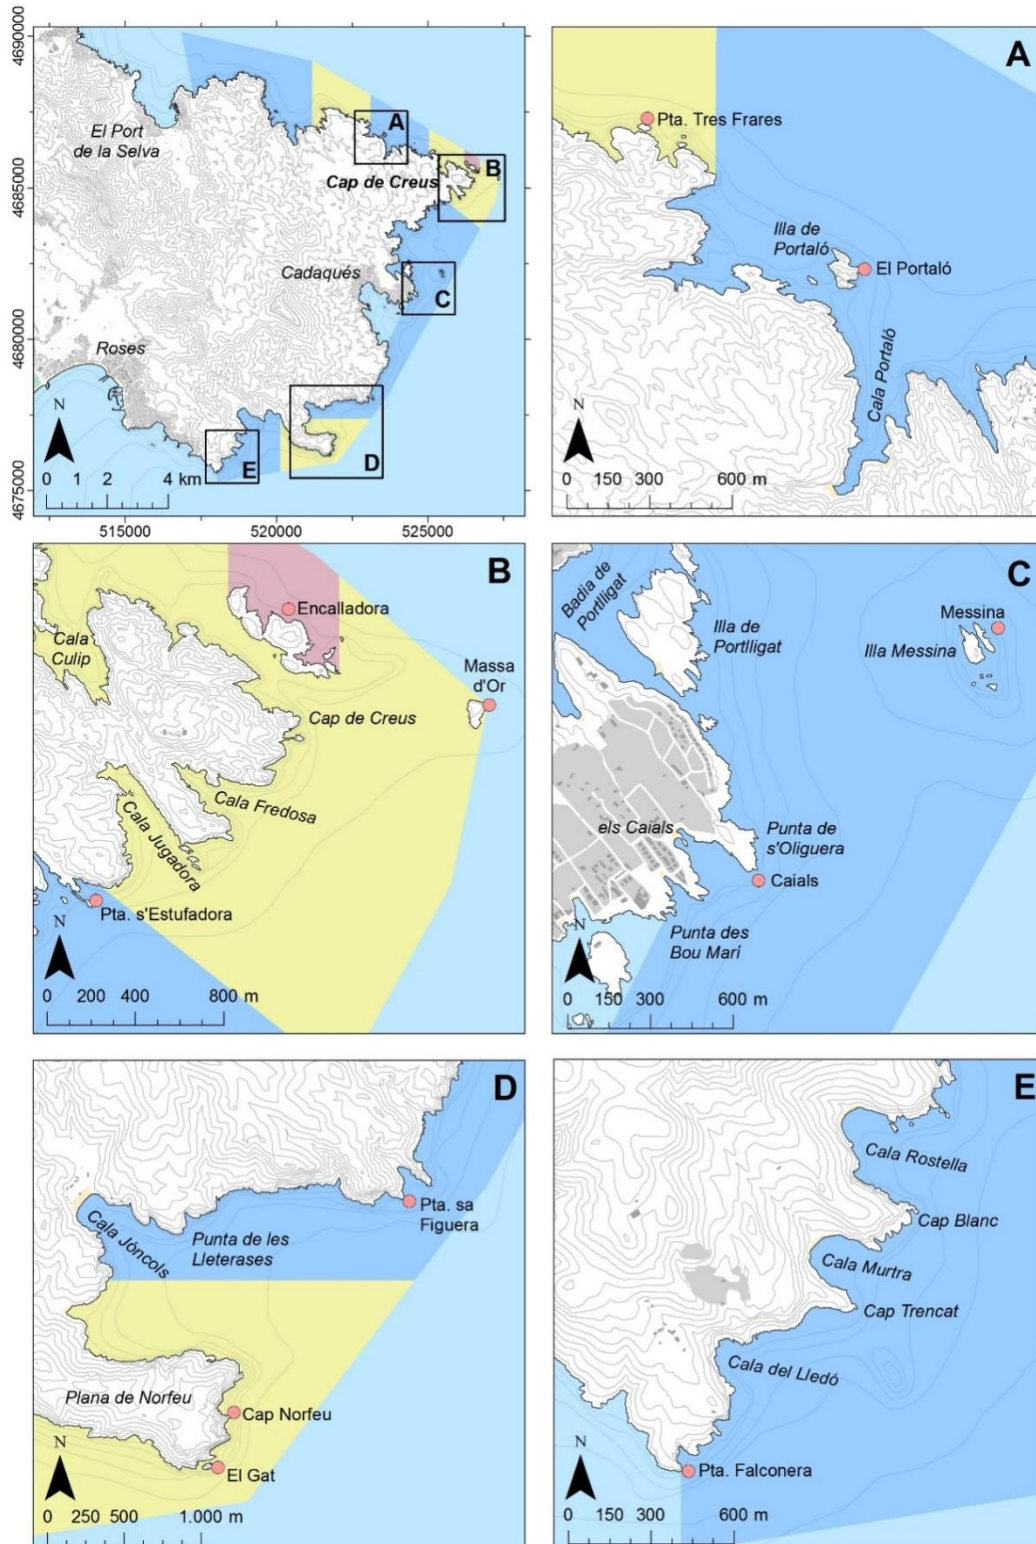 4690000
4685000
4680000
4675000
515000
520000
525000
El Port
de la Selva
Cap de Creus
Cadaqués
Roses
A
B
C
D
E
N
0 1 2 4 km
A
Pta. Tres Frares
Illa de
Portaló
El Portaló
Cala Portaló
N
0 150 300 600 m
B
Encalladora
Cala
Culip
Massa
d'Or
Cap de Creus
Cala Fredosa
Cala Jugadora
Pta. s'Estufadora
N
0 200 400 800 m
C
Badia de
Portlligat
Illa de
Portlligat
Messina
Illa Messina
els Caials
Punta de
s'Oliguera
Caials
Punta des
Bou Marí
N
0 150 300 600 m
D
Pta. sa
Figuera
Cala Jóncols
Punta de les
Lleterases
Plana de Norfeu
Cap Norfeu
El Gat
N
0 250 500 1.000 m
E
Cala Rostella
Cap Blanc
Cala Murtra
Cap Trencat
Cala del Lledó
Pta. Falconera
N
0 150 300 600 m